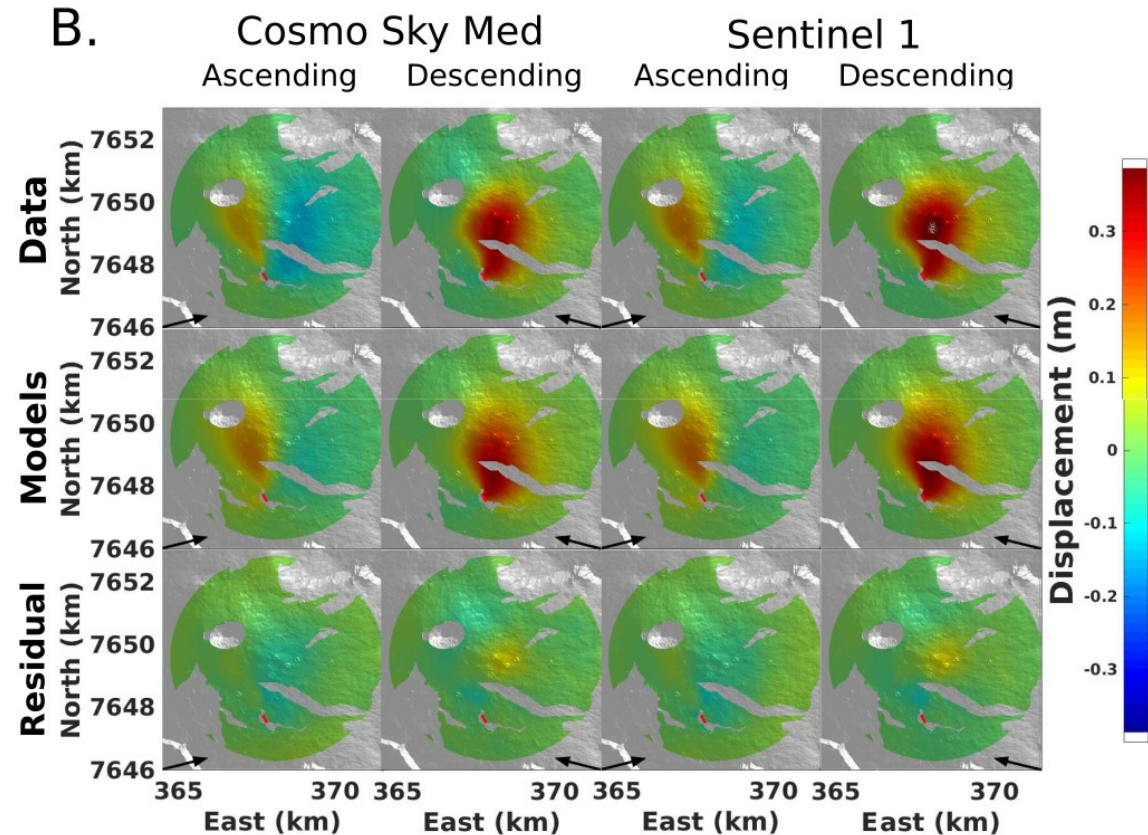 B.
Cosmo Sky Med
Sentinel 1
Ascending
Descending
Ascending
Descending
Data
North (km)
7652
7650
7648
7646
Models
North (km)
7652
7650
7648
7646
Residual
North (km)
7652
7650
7648
7646
365
370
365
370
365
370
365
370
East (km)
East (km)
East (km)
East (km)
Displacement (m)
0.3
0.2
0.1
0
-0.1
-0.2
-0.3